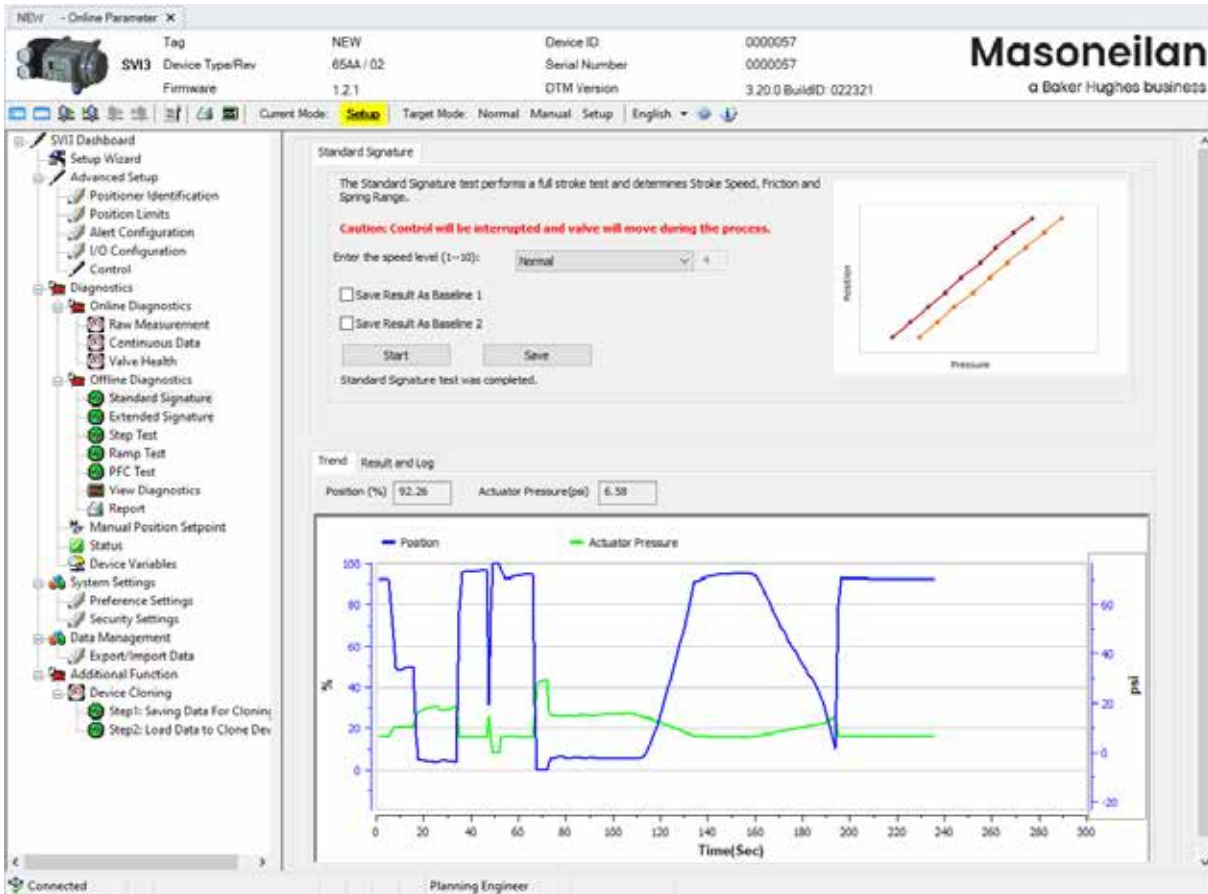 NEW - Online Parameter
Tag NEW Device ID 0000057
SVI3 Device Type/Rev 65AA / 02 Serial Number 0000057
Firmware 1.2.1 DTM Version 3.20.0 BuildID: 022321
Masoneilan
a Baker Hughes business
Current Mode: Setup Target Mode: Normal Manual Setup English
SVI3 Dashboard
Setup Wizard
Advanced Setup
Positioner Identification
Position Limits
Alert Configuration
I/O Configuration
Control
Diagnostics
Online Diagnostics
Raw Measurement
Continuous Data
Valve Health
Offline Diagnostics
Standard Signature
Extended Signature
Step Test
Ramp Test
PFC Test
View Diagnostics
Report
Manual Position Setpoint
Status
Device Variables
System Settings
Preference Settings
Security Settings
Data Management
Export/Import Data
Additional Function
Device Cloning
Step1: Saving Data For Cloning
Step2: Load Data to Clone Dev
Standard Signature
The Standard Signature test performs a full stroke test and determines Stroke Speed, Friction and
Spring Range.
Caution: Control will be interrupted and valve will move during the process.
Enter the speed level (1--10): Normal 4
Save Result As Baseline 1
Save Result As Baseline 2
Start Save
Standard Signature test was completed.
Position
Pressure
Trend Result and Log
Position (%) 92.26 Actuator Pressure(psi) 6.58
Position Actuator Pressure
100
80
60
40
20
0
%
60
40
20
0
-20
psi
0 20 40 60 80 100 120 140 160 180 200 220 240 260 280 300
Time(Sec)
Connected Planning Engineer